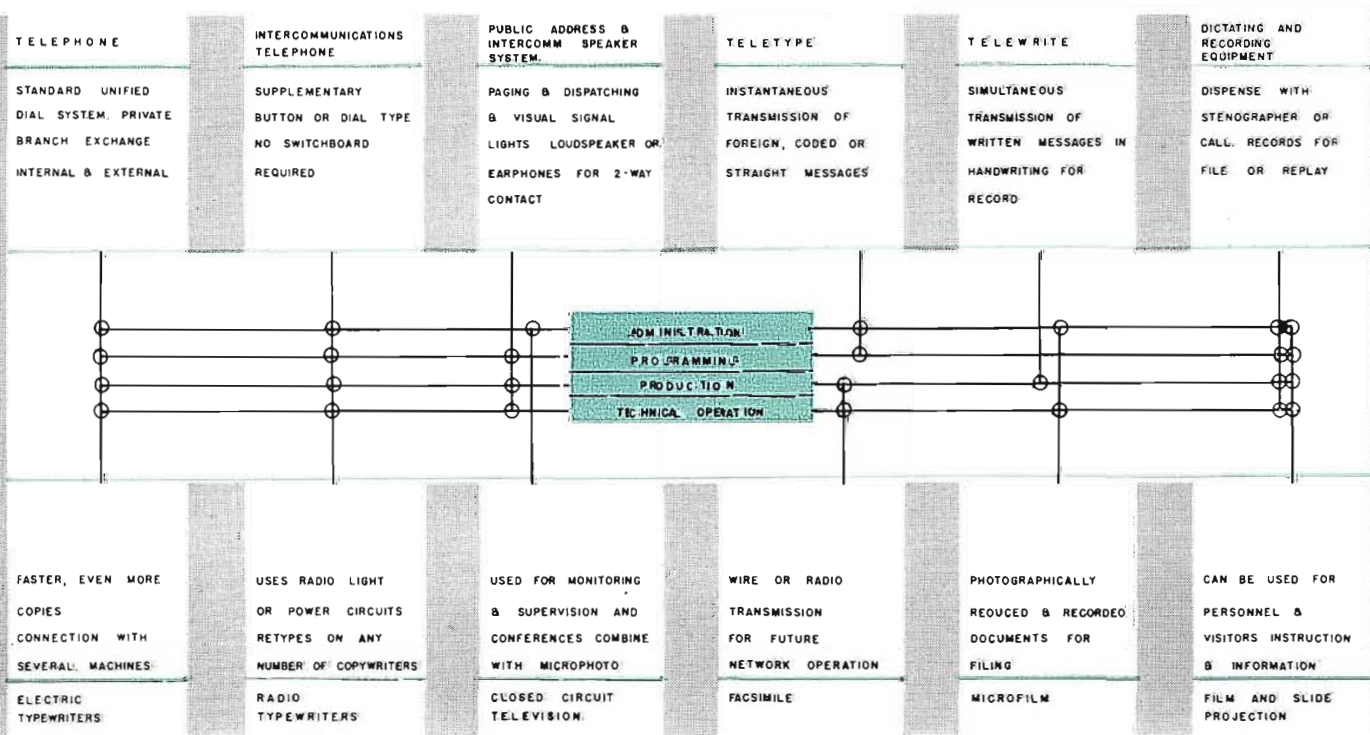 TELEPHONE
STANDARD UNIFIED
DIAL SYSTEM. PRIVATE
BRANCH EXCHANGE
INTERNAL & EXTERNAL
INTERCOMMUNICATIONS
TELEPHONE
SUPPLEMENTARY
BUTTON OR DIAL TYPE
NO SWITCHBOARD
REQUIRED
PUBLIC ADDRESS &
INTERCOMM SPEAKER
SYSTEM.
PAGING & DISPATCHING
& VISUAL SIGNAL
LIGHTS LOUDSPEAKER OR
EARPHONES FOR 2-WAY
CONTACT
TELETYPE
INSTANTANEOUS
TRANSMISSION OF
FOREIGN, CODED OR
STRAIGHT MESSAGES
TELEWRITE
SIMULTANEOUS
TRANSMISSION OF
WRITTEN MESSAGES IN
HANDWRITING FOR
RECORD
DICTATING AND
RECORDING
EQUIPMENT
DISPENSE WITH
STENOGRAPHER OR
CALL. RECORDS FOR
FILE OR REPLAY
ADMINISTRATION
PROGRAMMING
PRODUCTION
TECHNICAL OPERATION
FASTER, EVEN MORE
COPIES
CONNECTION WITH
SEVERAL MACHINES
ELECTRIC
TYPEWRITERS
USES RADIO LIGHT
OR POWER CIRCUITS
RETYPES ON ANY
NUMBER OF COPYWRITERS
RADIO
TYPEWRITERS
USED FOR MONITORING
& SUPERVISION AND
CONFERENCES COMBINE
WITH MICROPHOTO
CLOSED CIRCUIT
TELEVISION.
WIRE OR RADIO
TRANSMISSION
FOR FUTURE
NETWORK OPERATION
FACSIMILE
PHOTOGRAPHICALLY
REDUCED & RECORDED
DOCUMENTS FOR
FILING
MICROFILM
CAN BE USED FOR
PERSONNEL &
VISITORS INSTRUCTION
& INFORMATION
FILM AND SLIDE
PROJECTION